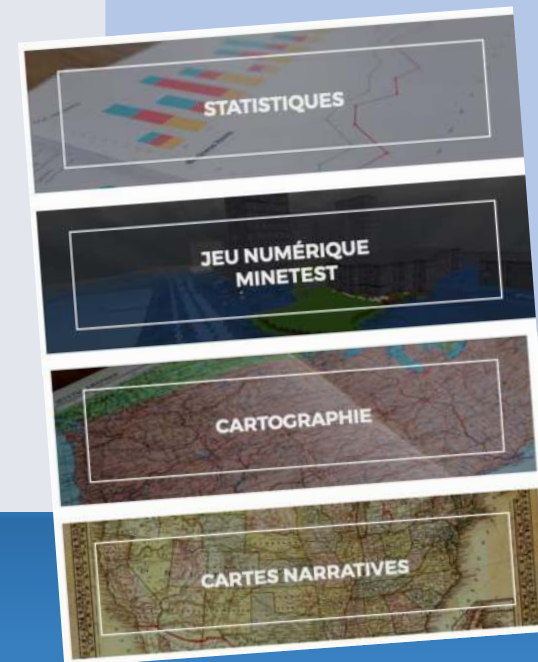 STATISTIQUES
JEU NUMÉRIQUE
MINETEST
CARTOGRAPHIE
CARTES NARRATIVES